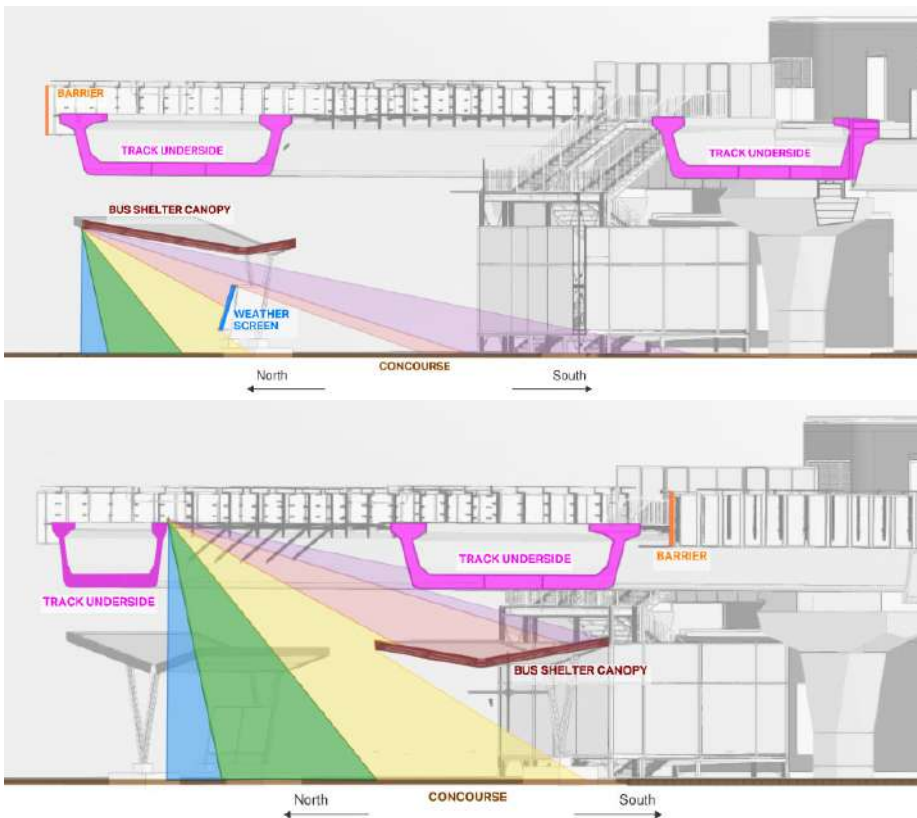 BARRIER
TRACK UNDERSIDE
TRACK UNDERSIDE
BUS SHELTER CANOPY
WEATHER
SCREEN
CONCOURSE
North
South
TRACK UNDERSIDE
BARRIER
TRACK UNDERSIDE
BUS SHELTER CANOPY
North
CONCOURSE
South